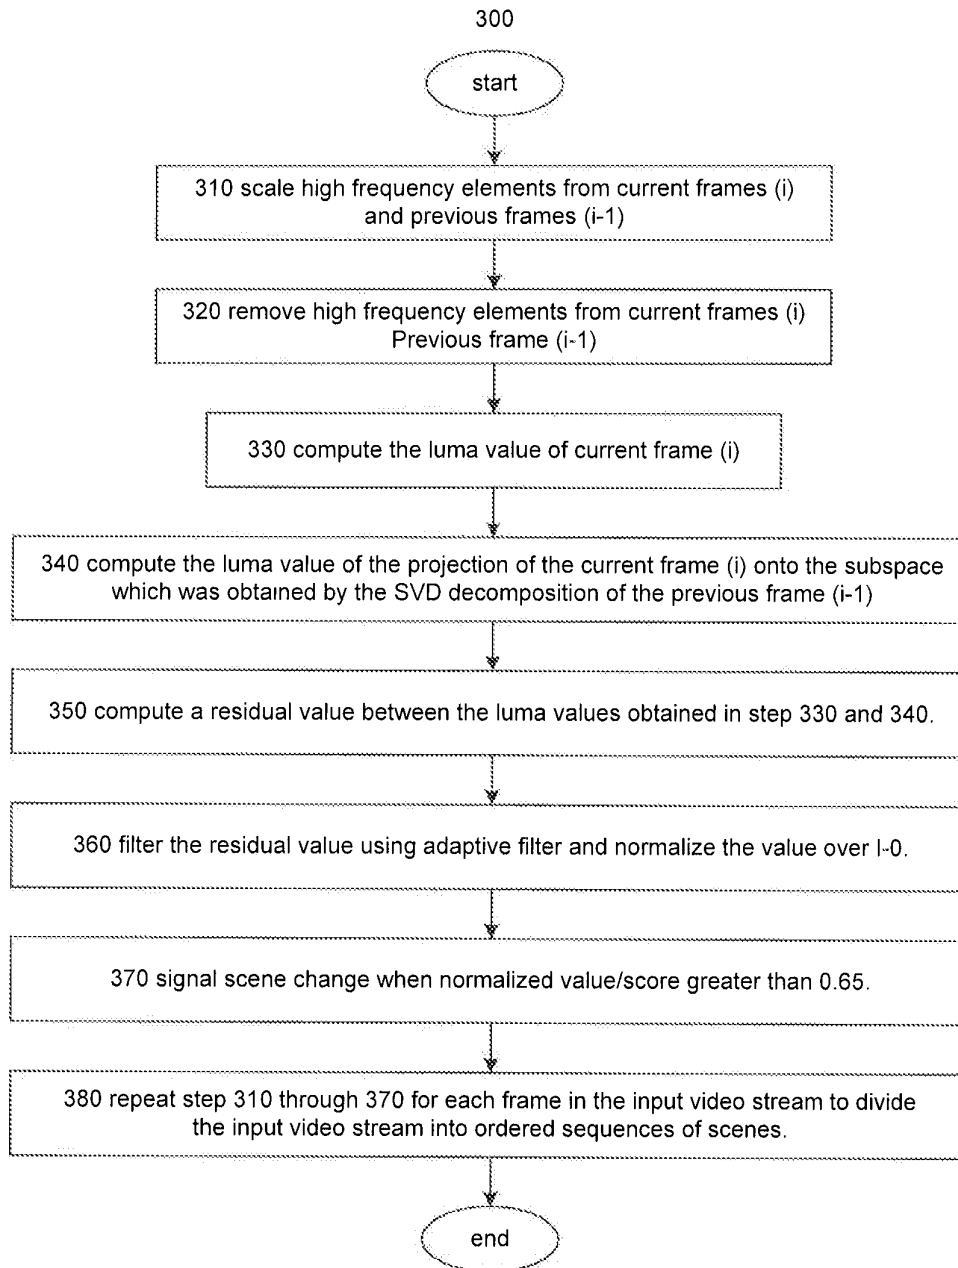 300
start
310 scale high frequency elements from current frames (i)
and previous frames (i-1)
320 remove high frequency elements from current frames (i)
Previous frame (i-1)
330 compute the luma value of current frame (i)
340 compute the luma value of the projection of the current frame (i) onto the subspace
which was obtained by the SVD decomposition of the previous frame (i-1)
350 compute a residual value between the luma values obtained in step 330 and 340.
360 filter the residual value using adaptive filter and normalize the value over I-0.
370 signal scene change when normalized value/score greater than 0.65.
380 repeat step 310 through 370 for each frame in the input video stream to divide
the input video stream into ordered sequences of scenes.
end